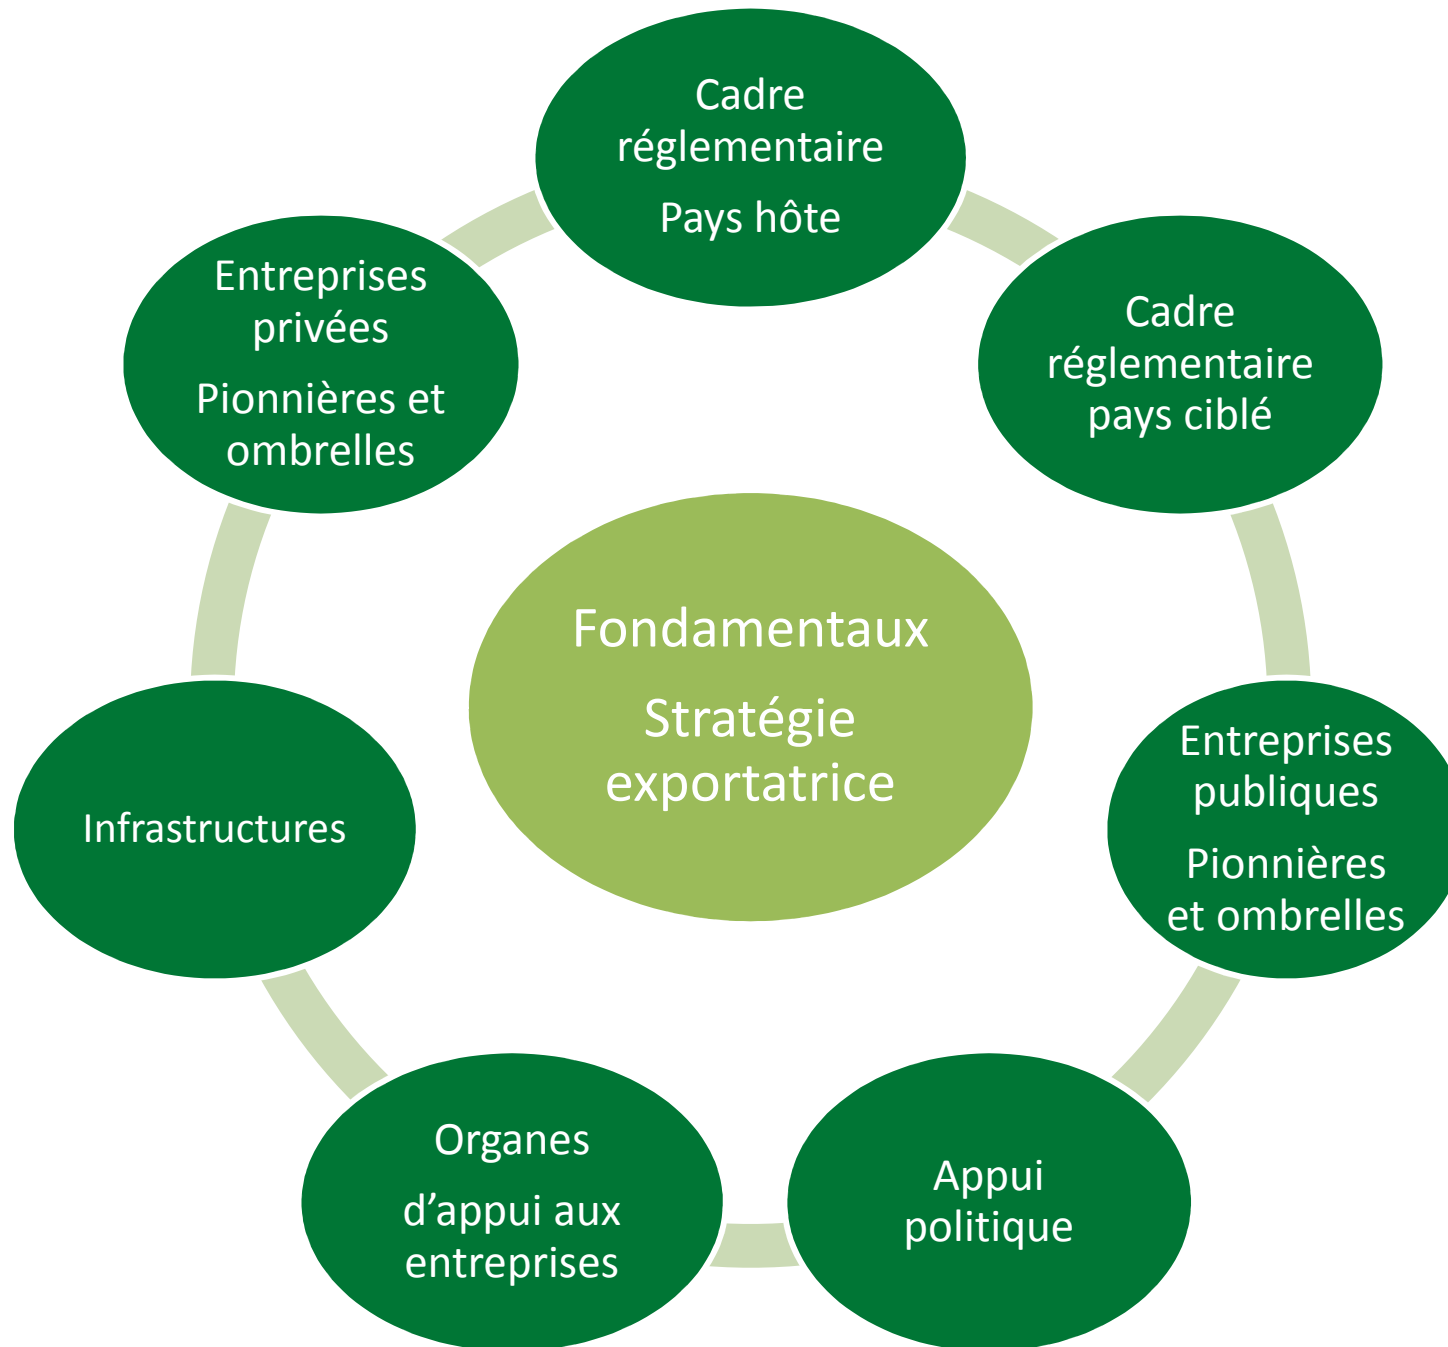 Cadre
réglementaire
Pays hôte
Cadre
réglementaire
pays ciblé
Entreprises
publiques
Pionnières
et ombrelles
Appui
politique
Organes
d’appui aux
entreprises
Infrastructures
Entreprises
privées
Pionnières et
ombrelles
Fondamentaux
Stratégie
exportatrice